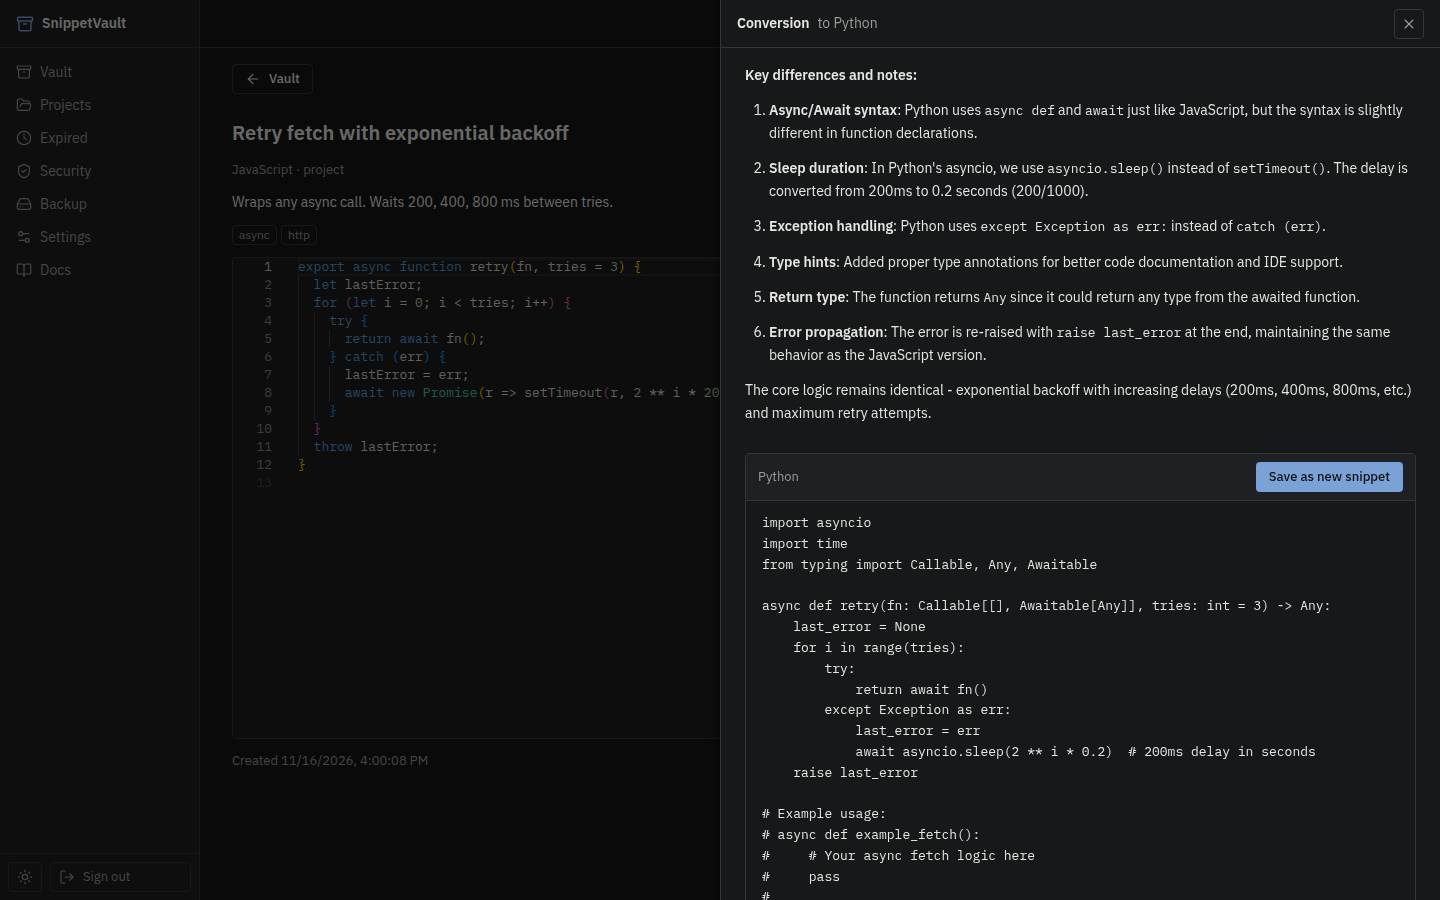 SnippetVault
Vault
Projects
Expired
Security
Backup
Settings
Docs
Sign out
Vault
Retry fetch with exponential backoff
JavaScript · project
Wraps any async call. Waits 200, 400, 800 ms between tries.
async http
1 export async function retry(fn, tries = 3) {
2   let lastError;
3   for (let i = 0; i < tries; i++) {
4     try {
5       return await fn();
6     } catch (err) {
7       lastError = err;
8       await new Promise(r => setTimeout(r, 2 ** i * 20
9     }
10   }
11   throw lastError;
12 }
13
Created 11/16/2026, 4:00:08 PM
Conversion to Python
Key differences and notes:
1. Async/Await syntax: Python uses async def and await just like JavaScript, but the syntax is slightly
different in function declarations.
2. Sleep duration: In Python's asyncio, we use asyncio.sleep() instead of setTimeout(). The delay is
converted from 200ms to 0.2 seconds (200/1000).
3. Exception handling: Python uses except Exception as err: instead of catch (err).
4. Type hints: Added proper type annotations for better code documentation and IDE support.
5. Return type: The function returns Any since it could return any type from the awaited function.
6. Error propagation: The error is re-raised with raise last_error at the end, maintaining the same
behavior as the JavaScript version.
The core logic remains identical - exponential backoff with increasing delays (200ms, 400ms, 800ms, etc.)
and maximum retry attempts.
Python
Save as new snippet
import asyncio
import time
from typing import Callable, Any, Awaitable
async def retry(fn: Callable[[], Awaitable[Any]], tries: int = 3) -> Any:
    last_error = None
    for i in range(tries):
        try:
            return await fn()
        except Exception as err:
            last_error = err
            await asyncio.sleep(2 ** i * 0.2)  # 200ms delay in seconds
    raise last_error
# Example usage:
# async def example_fetch():
#     # Your async fetch logic here
#     pass
#